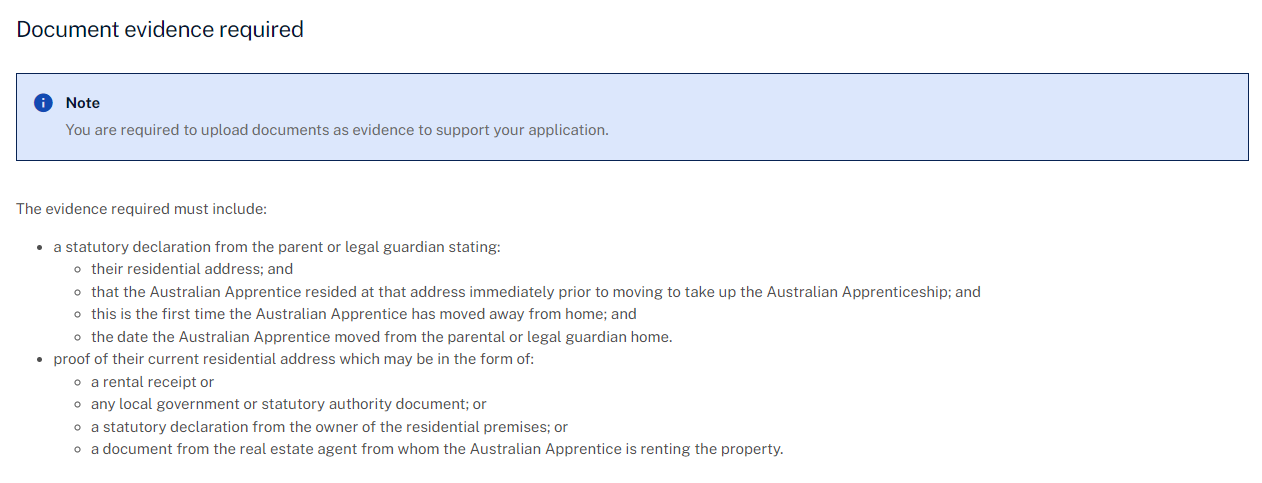 Document evidence required
Note
You are required to upload documents as evidence to support your application.
The evidence required must include:
• a statutory declaration from the parent or legal guardian stating:
◦ their residential address; and
◦ that the Australian Apprentice resided at that address immediately prior to moving to take up the Australian Apprenticeship; and
◦ this is the first time the Australian Apprentice has moved away from home; and
◦ the date the Australian Apprentice moved from the parental or legal guardian home.
• proof of their current residential address which may be in the form of:
◦ a rental receipt or
◦ any local government or statutory authority document; or
◦ a statutory declaration from the owner of the residential premises; or
◦ a document from the real estate agent from whom the Australian Apprentice is renting the property.